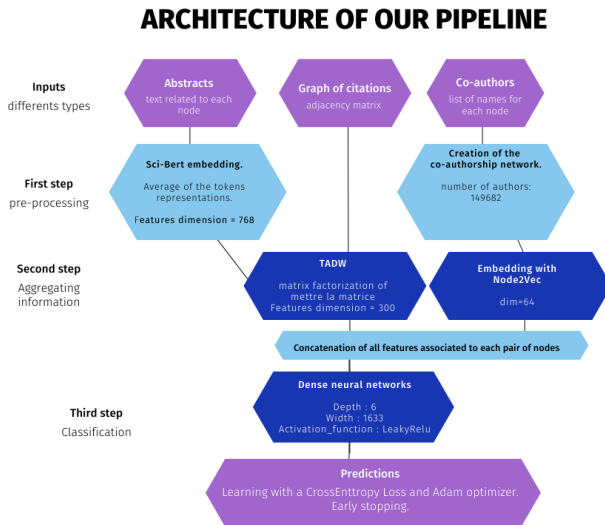 ARCHITECTURE OF OUR PIPELINE
Inputs
differents types
Abstracts
text related to each
node
Graph of citations
adjacency matrix
Co-authors
list of names for
each node
First step
pre-processing
Sci-Bert embedding.
Average of the tokens
representations.
Features dimension = 768
Creation of the
co-authorship network.
number of authors:
149682
Second step
Aggregating
information
TADW
matrix factorization of
mettre la matrice
Features dimension = 300
Embedding with
Node2Vec
dim=64
Concatenation of all features associated to each pair of nodes
Third step
Classification
Dense neural networks
Depth : 6
Width : 1633
Activation_function : LeakyRelu
Predictions
Learning with a CrossEnttropy Loss and Adam optimizer.
Early stopping.